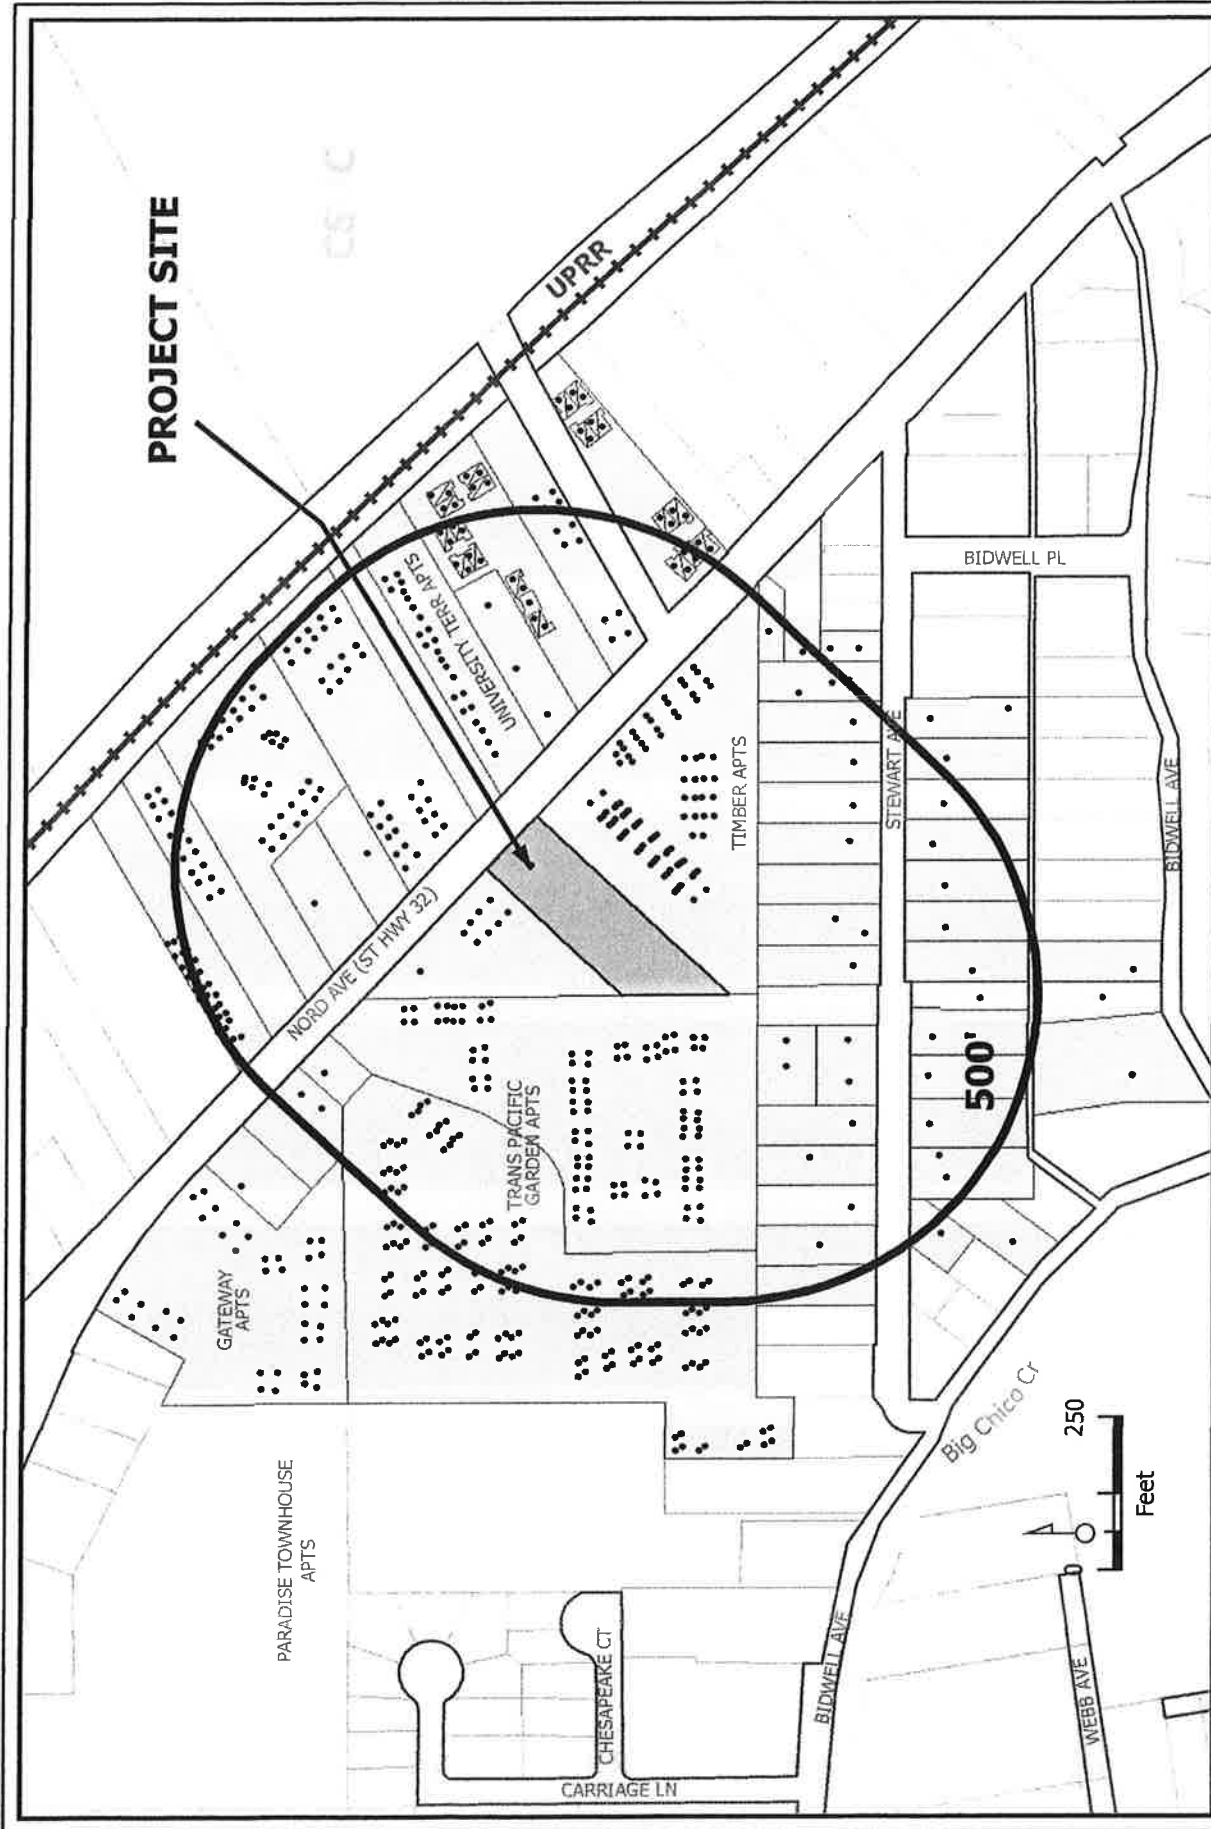 PROJECT SITE
UPRR
UNIVERSITY TERR APTS
NORD AVE (ST HWY 32)
TIMBER APTS
BIDWELL PL
STEWART AVE
BIDWELL AVE
TRANS PACIFIC
GARDEN APTS
500'
GATEWAY
APTS
PARADISE TOWNHOUSE
APTS
Big Chico Cr
CHESAPEAKE CT
CARRIAGE LN
BIDWELL AVE
WEBB AVE
0
250
Feet